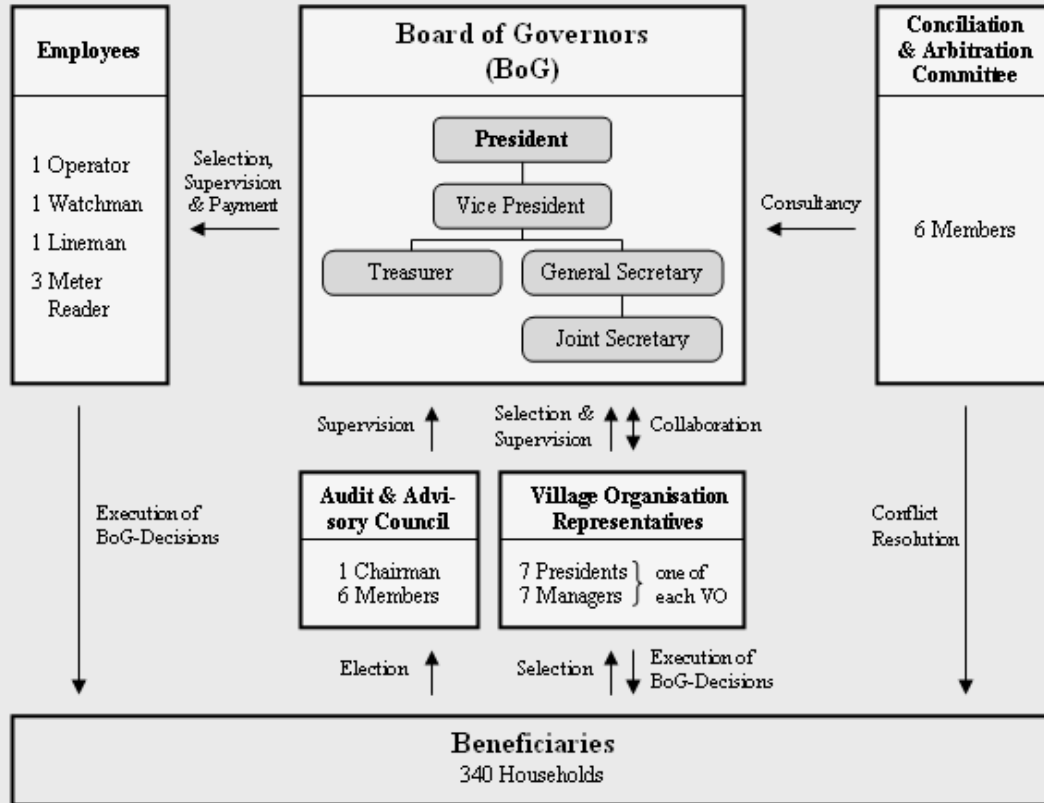 Employees
1 Operator
1 Watchman
1 Lineman
3 Meter
Reader
Selection,
Supervision
& Payment
Board of Governors
(BoG)
President
Vice President
Treasurer
General Secretary
Joint Secretary
Consultancy
Conciliation
& Arbitration
Committee
6 Members
Supervision
Selection &
Supervision
Collaboration
Execution of
BoG-Decisions
Audit & Advi-
sory Council
1 Chairman
6 Members
Village Organisation
Representatives
7 Presidents
7 Managers
one of
each VO
Conflict
Resolution
Election
Selection
Execution of
BoG-Decisions
Beneficiaries
340 Households